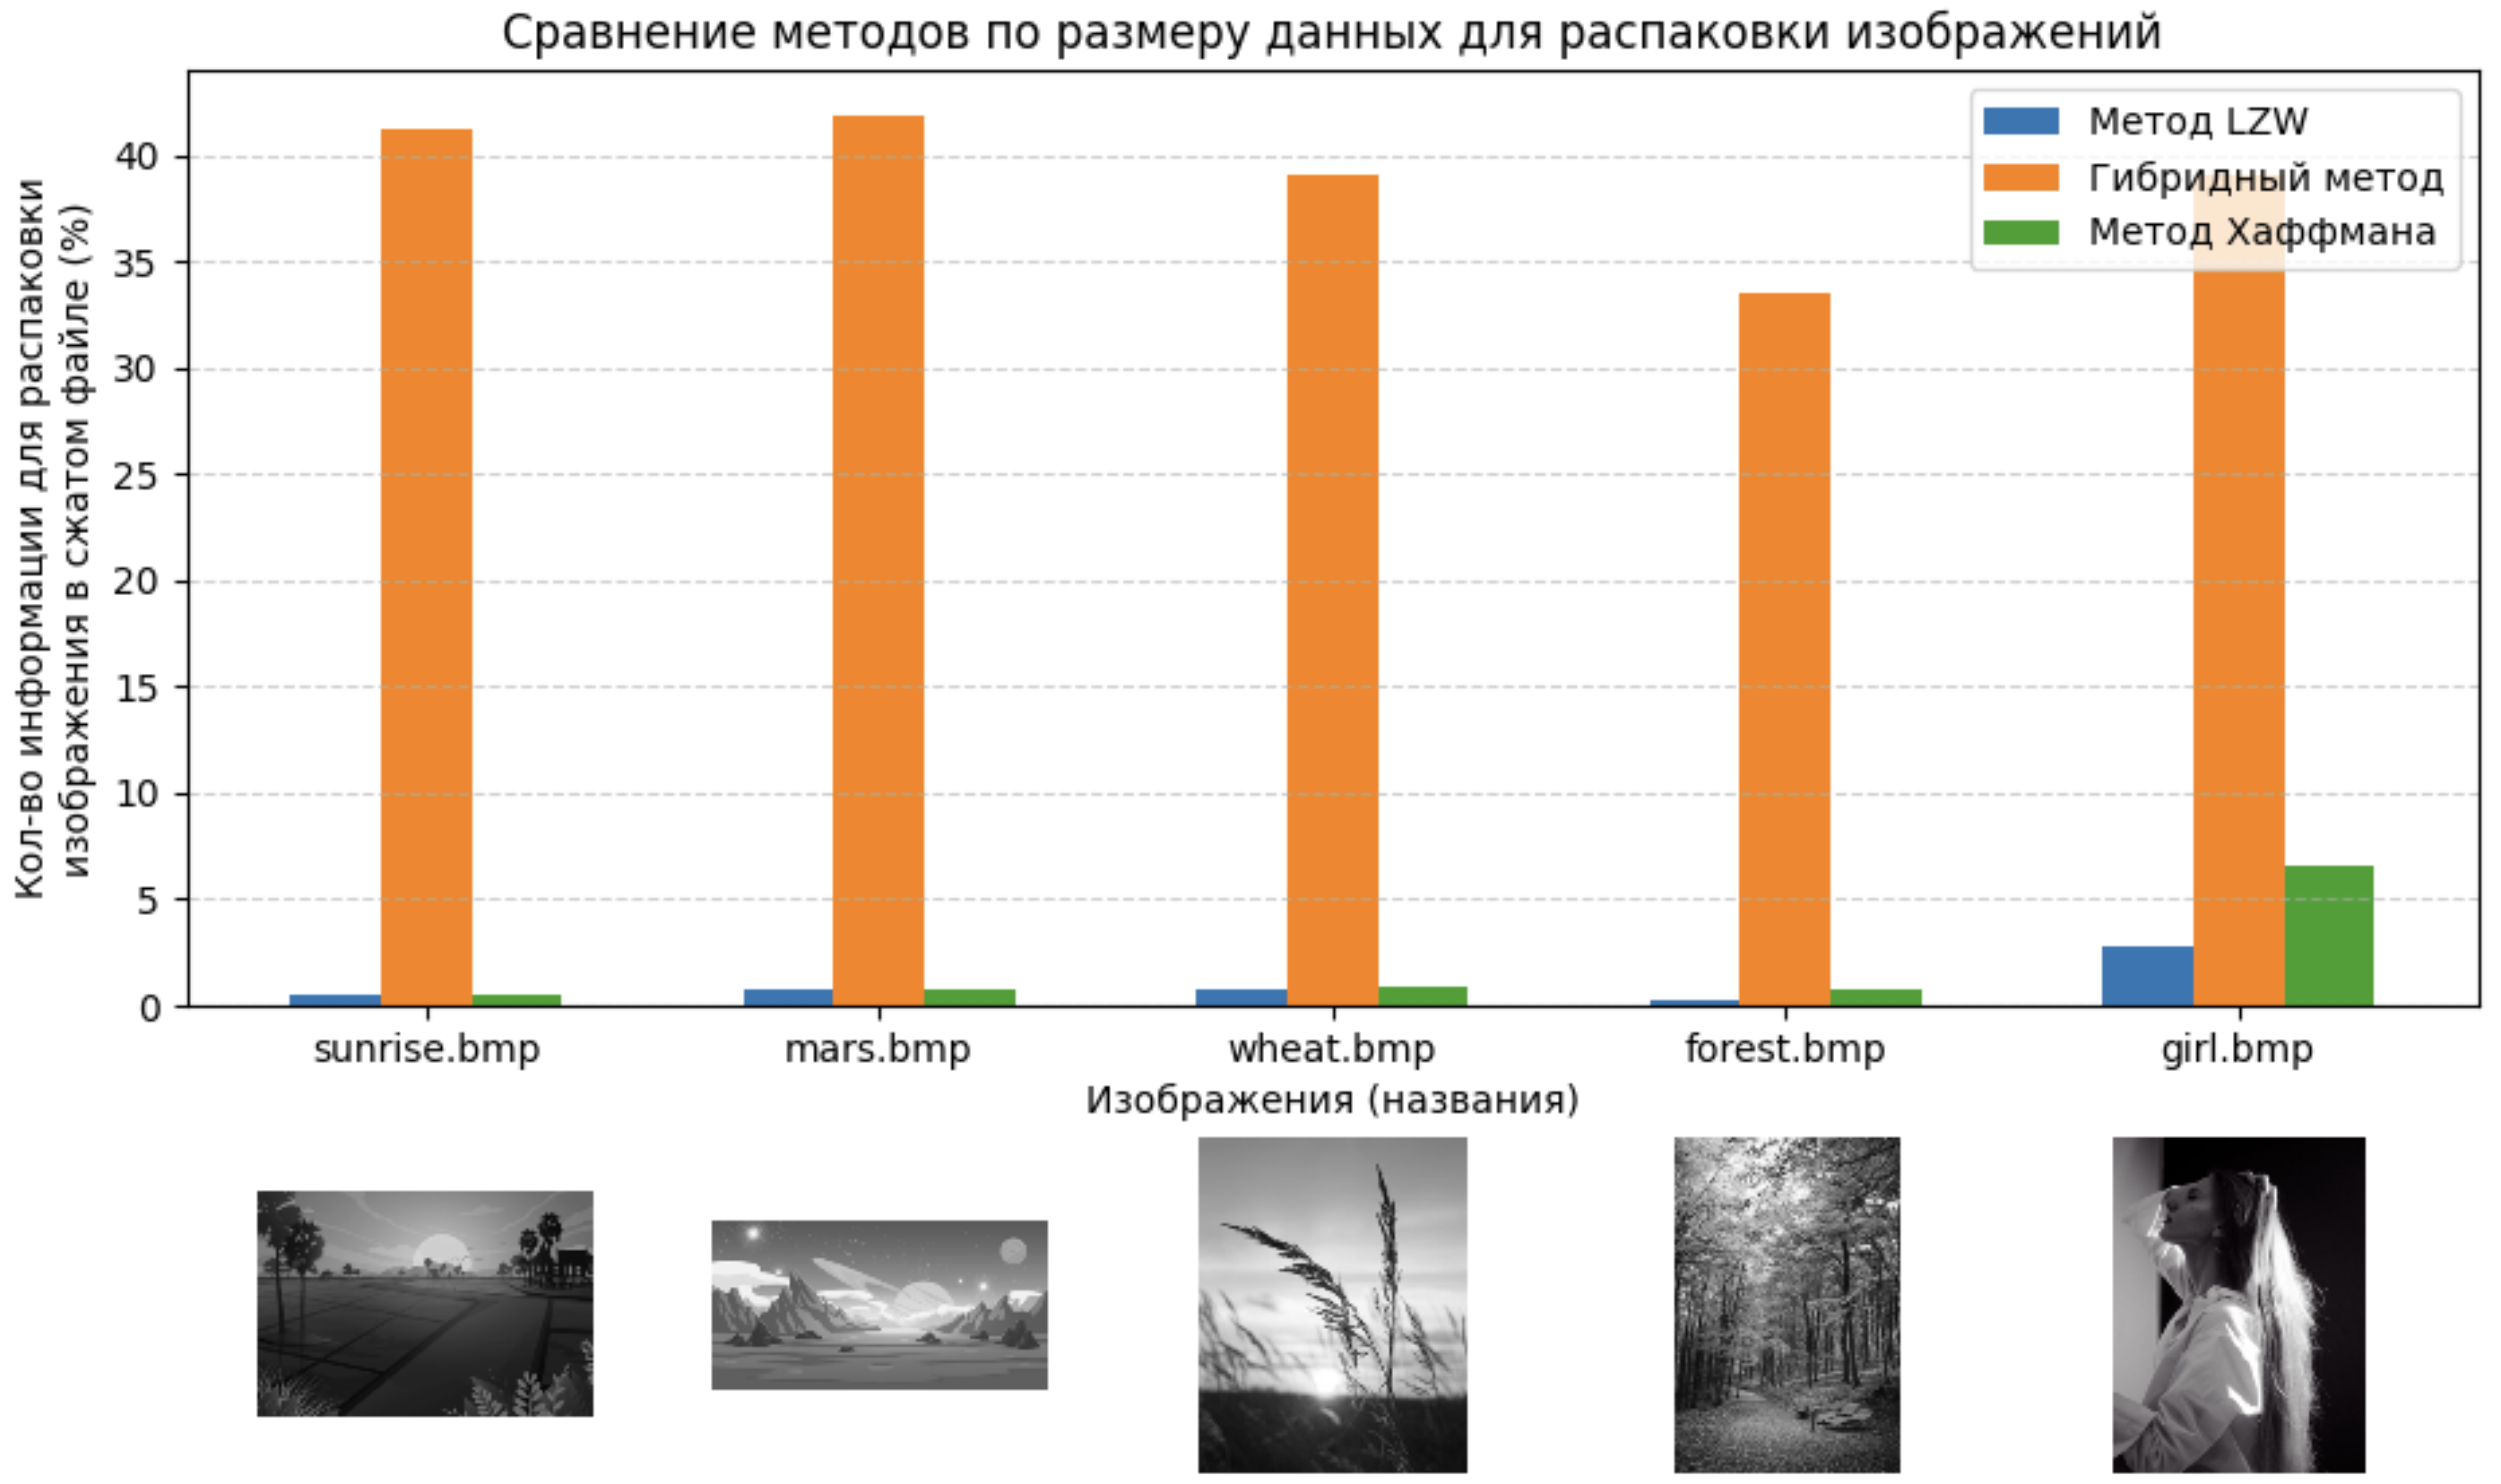 Сравнение методов по размеру данных для распаковки изображений
Кол-во информации для распаковки
изображения в сжатом файле (%)
40
35
30
25
20
15
10
5
0
Метод LZW
Гибридный метод
Метод Хаффмана
sunrise.bmp
mars.bmp
wheat.bmp
forest.bmp
girl.bmp
Изображения (названия)